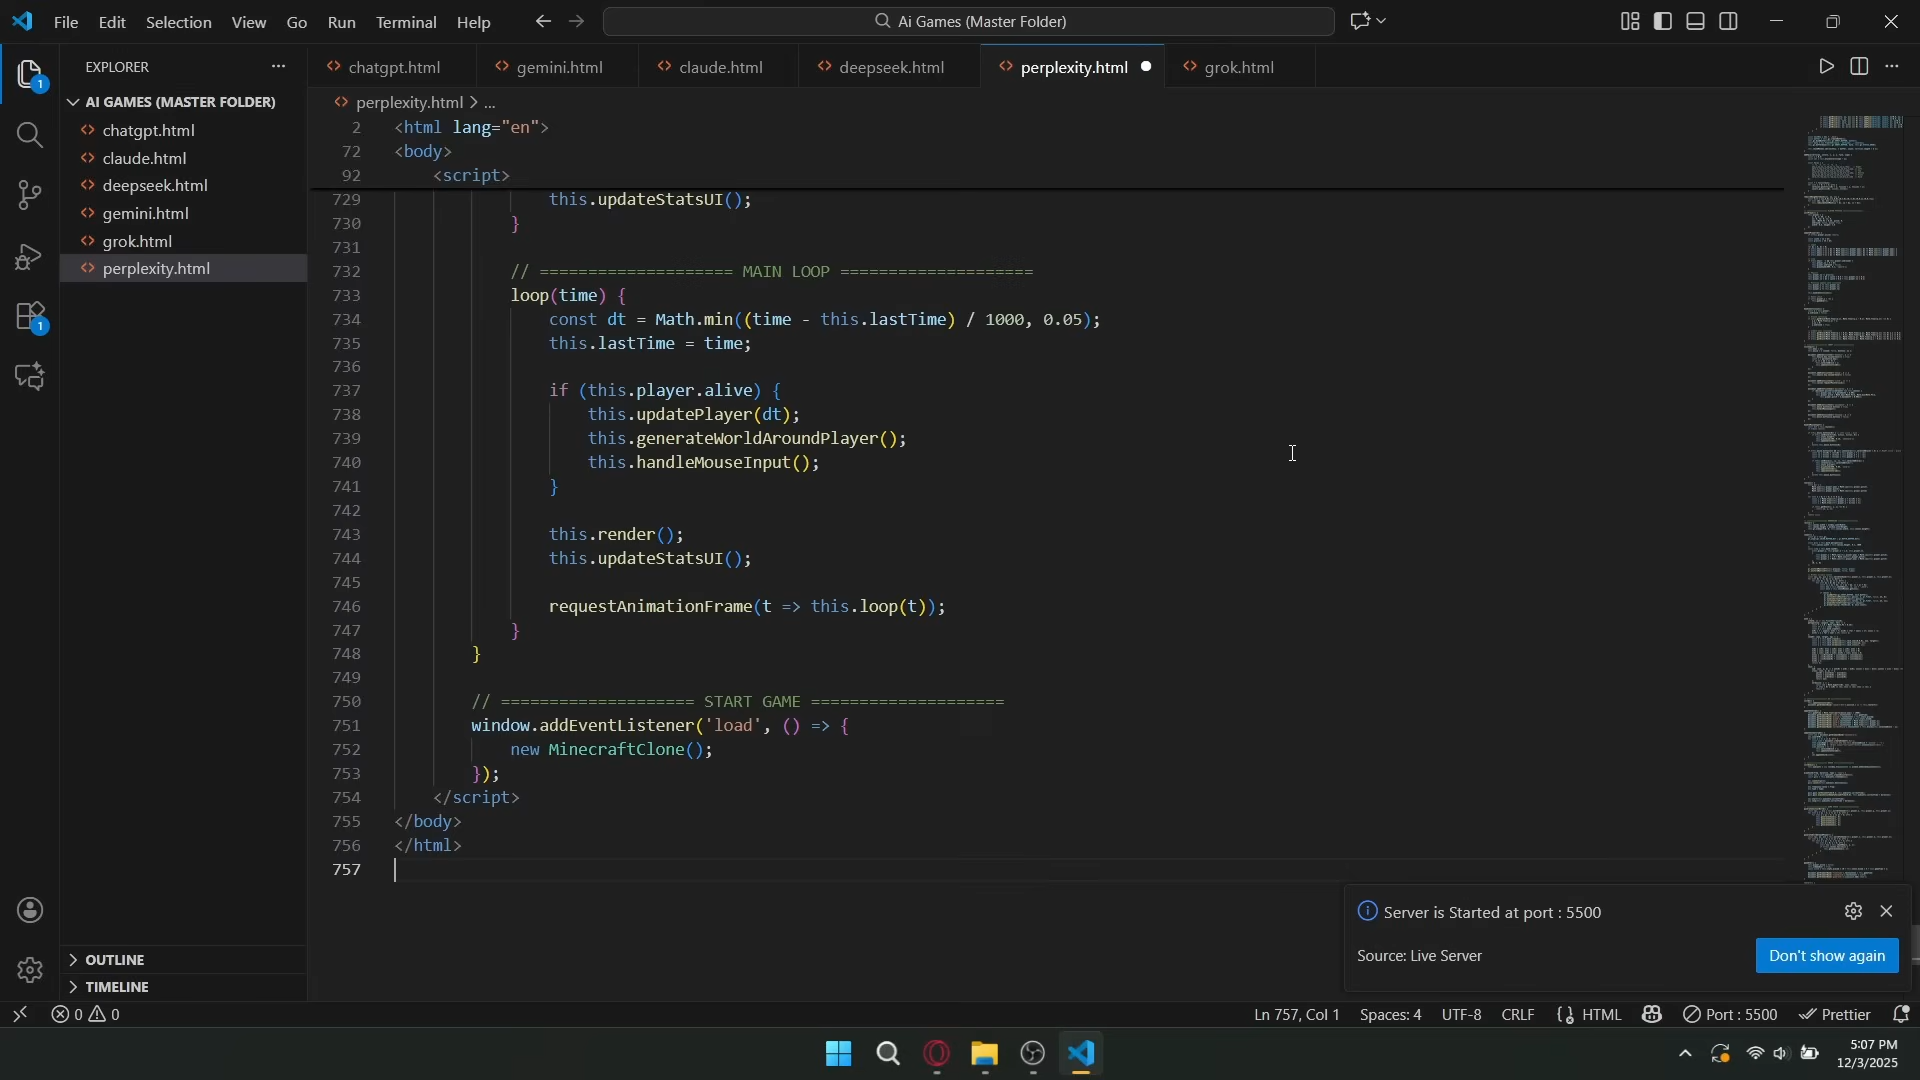 File Edit Selection View Go Run Terminal Help
Ai Games (Master Folder)
EXPLORER
AI GAMES (MASTER FOLDER)
chatgpt.html
claude.html
deepseek.html
gemini.html
grok.html
perplexity.html
OUTLINE
TIMELINE
1
1
chatgpt.html gemini.html claude.html deepseek.html perplexity.html grok.html
perplexity.html > ...
2 <html lang="en">
72 <body>
92 <script>
729 this.updateStatsUI();
730 }
731
732 // ==================== MAIN LOOP ====================
733 loop(time) {
734 const dt = Math.min((time - this.lastTime) / 1000, 0.05);
735 this.lastTime = time;
736
737 if (this.player.alive) {
738 this.updatePlayer(dt);
739 this.generateWorldAroundPlayer();
740 this.handleMouseInput();
741 }
742
743 this.render();
744 this.updateStatsUI();
745
746 requestAnimationFrame(t => this.loop(t));
747 }
748 }
749
750 // ==================== START GAME ====================
751 window.addEventListener('load', () => {
752 new MinecraftClone();
753 });
754 </script>
755 </body>
756 </html>
757
Server is Started at port : 5500
Source: Live Server
Don't show again
0 0
Ln 757, Col 1 Spaces: 4 UTF-8 CRLF HTML Port : 5500 Prettier
5:07 PM
12/3/2025